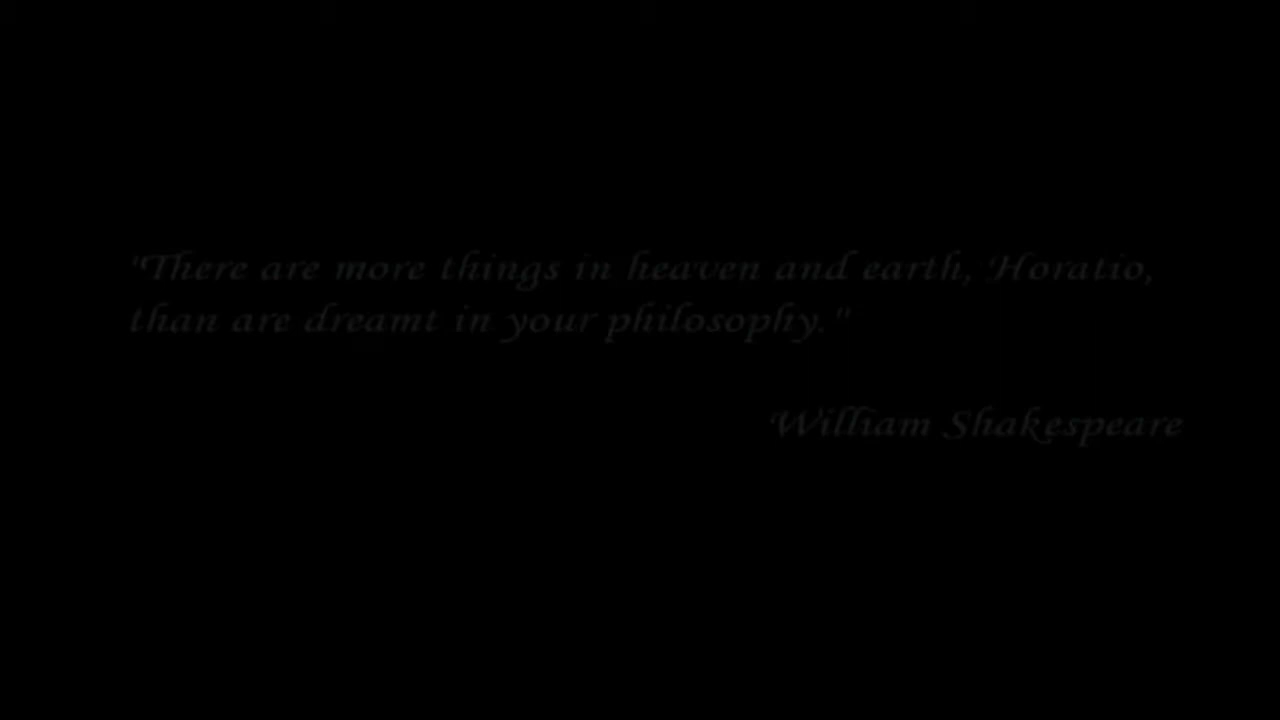 "There are more things in heaven and earth, Horatio,
than are dreamt in your philosophy."
William Shakespeare